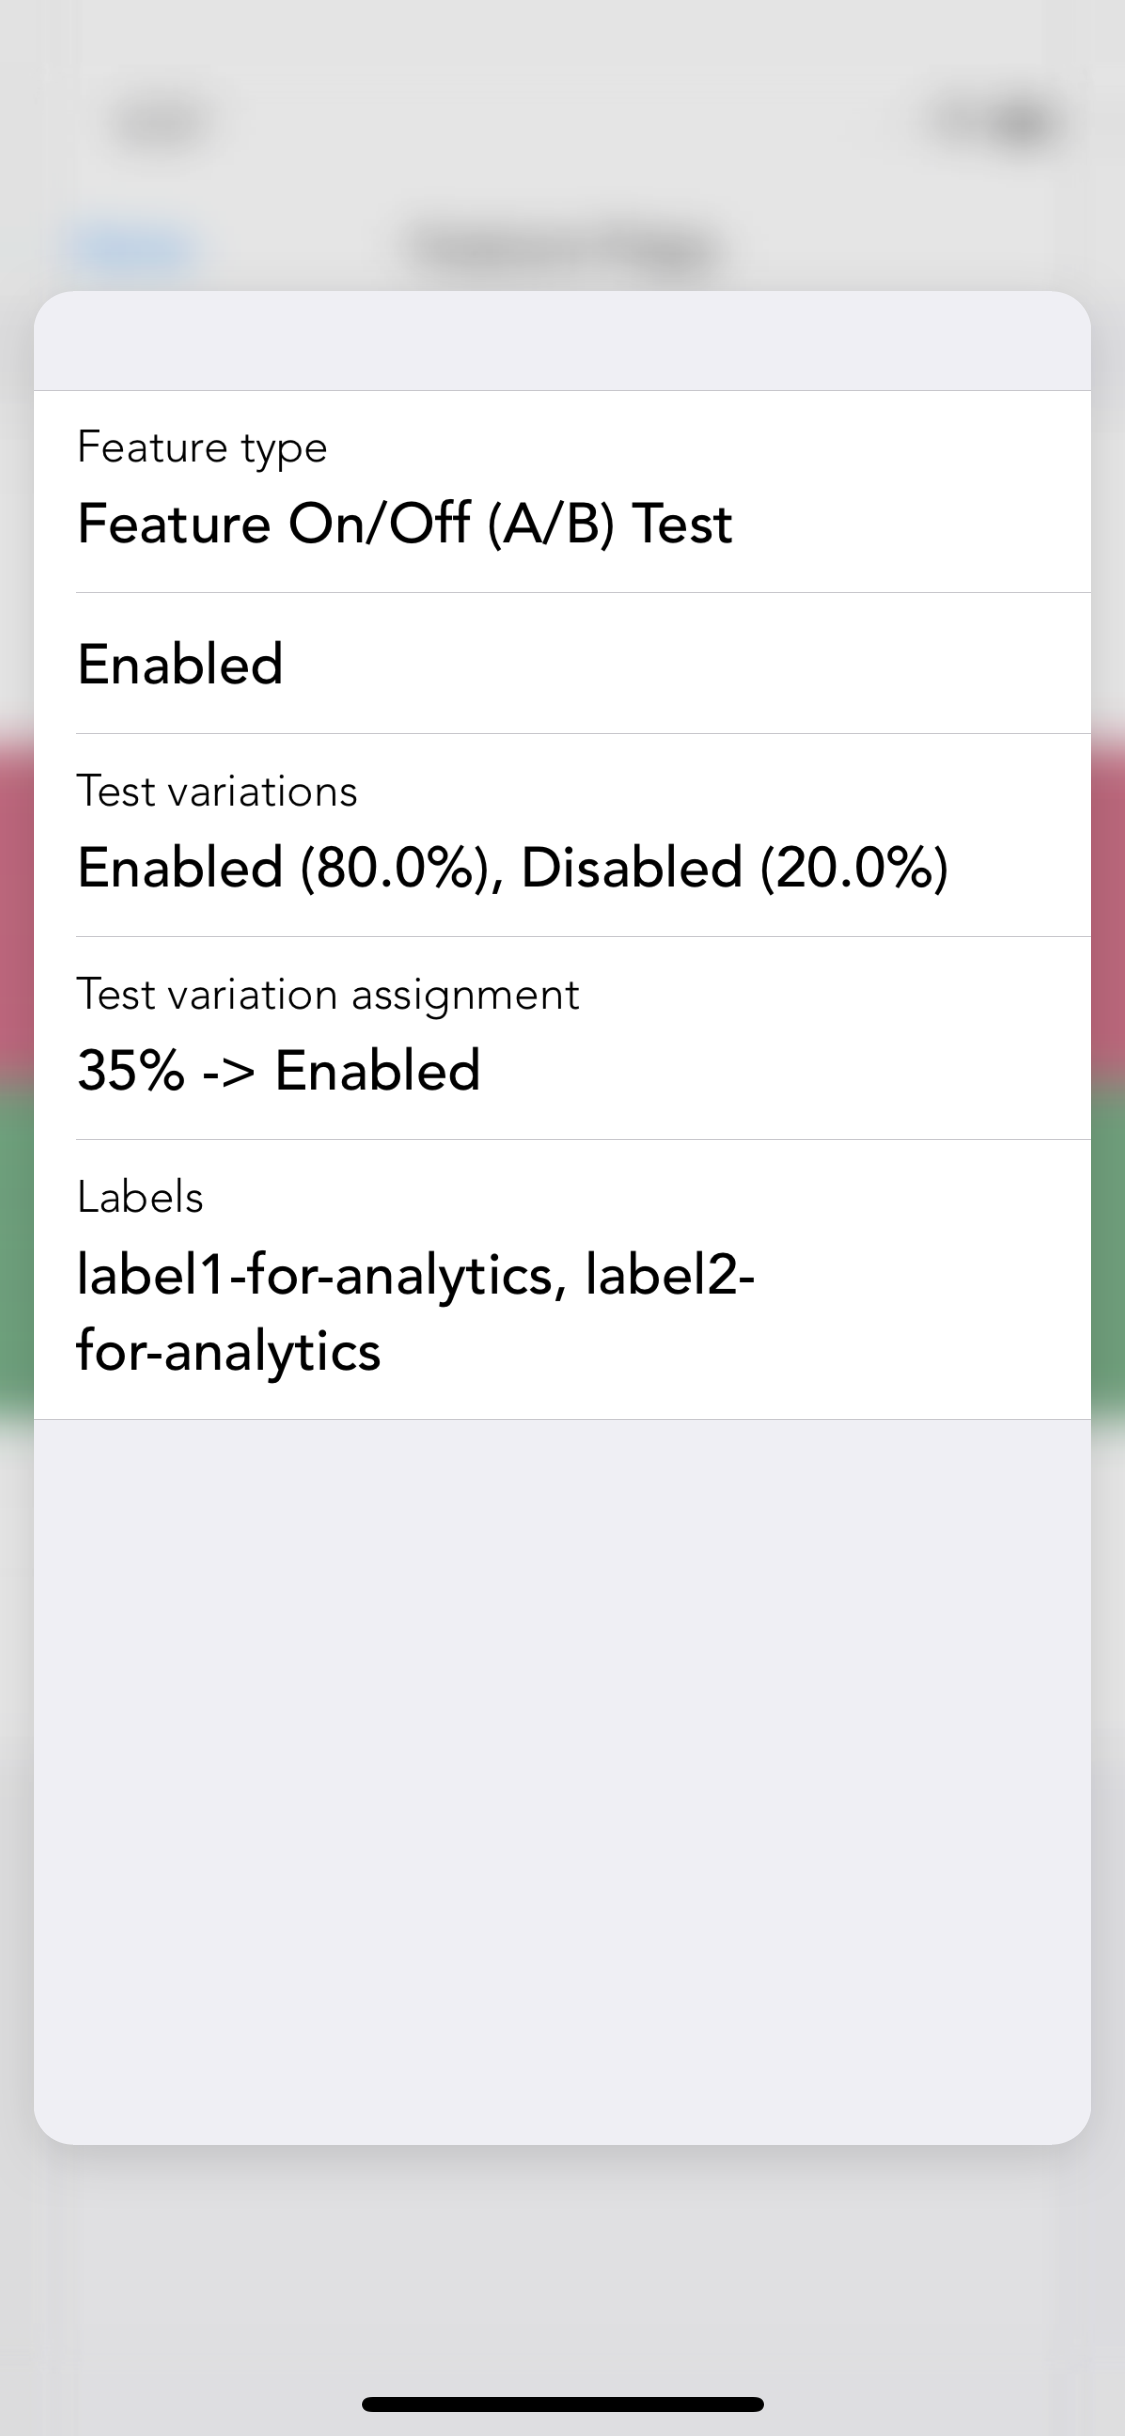 Feature type
Feature On/Off (A/B) Test
Enabled
Test variations
Enabled (80.0%), Disabled (20.0%)
Test variation assignment
35% -> Enabled
Labels
label1-for-analytics, label2-
for-analytics